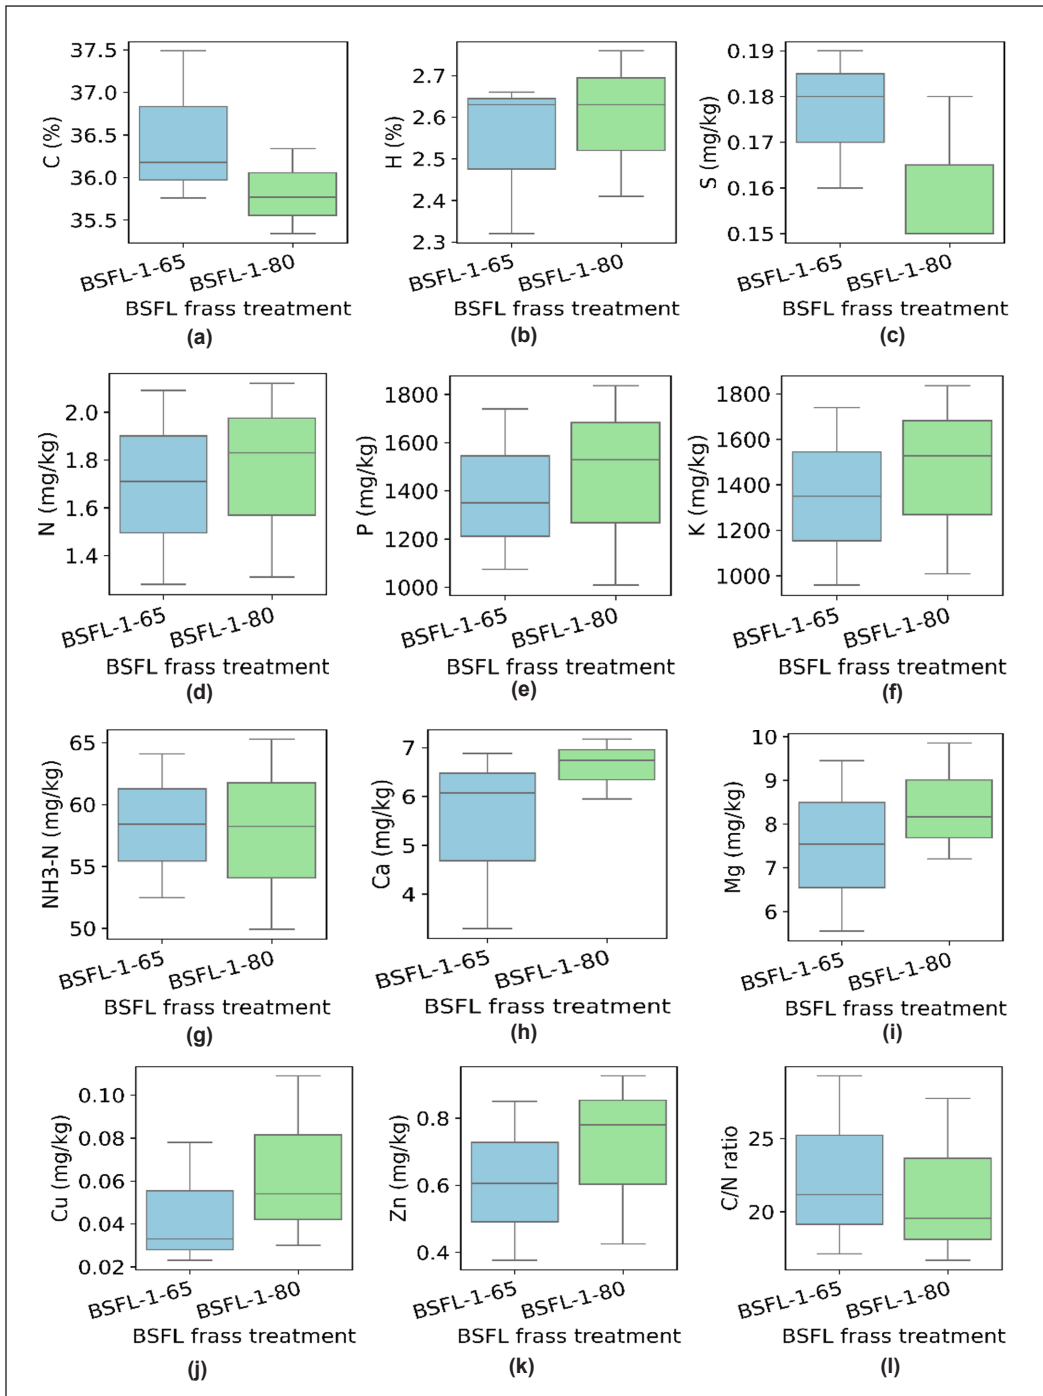 C (%)
37.5
37.0
36.5
36.0
35.5
BSFL-1-65
BSFL-1-80
BSFL frass treatment
(a)
H (%)
2.7
2.6
2.5
2.4
2.3
BSFL-1-65
BSFL-1-80
BSFL frass treatment
(b)
S (mg/kg)
0.19
0.18
0.17
0.16
0.15
BSFL-1-65
BSFL-1-80
BSFL frass treatment
(c)
N (mg/kg)
2.0
1.8
1.6
1.4
BSFL-1-65
BSFL-1-80
BSFL frass treatment
(d)
P (mg/kg)
1800
1600
1400
1200
1000
BSFL-1-65
BSFL-1-80
BSFL frass treatment
(e)
K (mg/kg)
1800
1600
1400
1200
1000
BSFL-1-65
BSFL-1-80
BSFL frass treatment
(f)
NH3-N (mg/kg)
65
60
55
50
BSFL-1-65
BSFL-1-80
BSFL frass treatment
(g)
Ca (mg/kg)
7
6
5
4
BSFL-1-65
BSFL-1-80
BSFL frass treatment
(h)
Mg (mg/kg)
10
9
8
7
6
BSFL-1-65
BSFL-1-80
BSFL frass treatment
(i)
Cu (mg/kg)
0.10
0.08
0.06
0.04
0.02
BSFL-1-65
BSFL-1-80
BSFL frass treatment
(j)
Zn (mg/kg)
0.8
0.6
0.4
BSFL-1-65
BSFL-1-80
BSFL frass treatment
(k)
C/N ratio
25
20
BSFL-1-65
BSFL-1-80
BSFL frass treatment
(l)